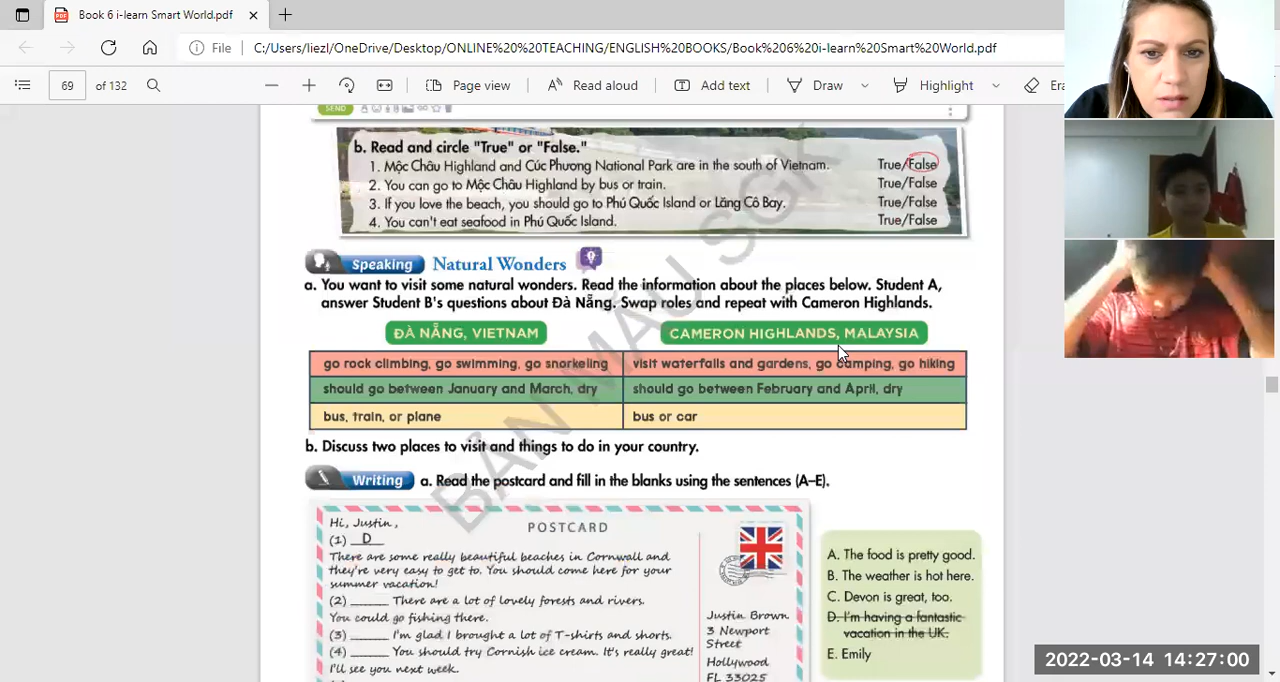 Book 6 i-learn Smart World.pdf
File C:/Users/liezl/OneDrive/Desktop/ONLINE%20%20TEACHING/ENGLISH%20BOOKS/Book%206%20i-learn%20Smart%20World.pdf
69 of 132 Page view Read aloud Add text Draw Highlight Era
SEND
b. Read and circle "True" or "False."
1. Mộc Châu Highland and Cúc Phương National Park are in the south of Vietnam. True/False
2. You can go to Mộc Châu Highland by bus or train. True/False
3. If you love the beach, you should go to Phú Quốc Island or Lăng Cô Bay. True/False
4. You can't eat seafood in Phú Quốc Island. True/False
Speaking Natural Wonders
a. You want to visit some natural wonders. Read the information about the places below. Student A,
answer Student B's questions about Đà Nẵng. Swap roles and repeat with Cameron Highlands.
ĐÀ NẴNG, VIETNAM CAMERON HIGHLANDS, MALAYSIA
go rock climbing, go swimming, go snorkeling visit waterfalls and gardens, go camping, go hiking
should go between January and March, dry should go between February and April, dry
bus, train, or plane bus or car
b. Discuss two places to visit and things to do in your country.
Writing a. Read the postcard and fill in the blanks using the sentences (A–E).
POSTCARD
Hi, Justin,
(1) D
There are some really beautiful beaches in Cornwall and
they're very easy to get to. You should come here for your
summer vacation!
(2) ______ There are a lot of lovely forests and rivers.
You could go fishing there.
(3) ______ I'm glad I brought a lot of T-shirts and shorts.
(4) ______ You should try Cornish ice cream. It's really great!
I'll see you next week.
Justin Brown
3 Newport
Street
Hollywood
FL 33025
A. The food is pretty good.
B. The weather is hot here.
C. Devon is great, too.
D. I'm having a fantastic
vacation in the UK.
E. Emily
BẢN MẪU SGK
2022-03-14 14:27:00